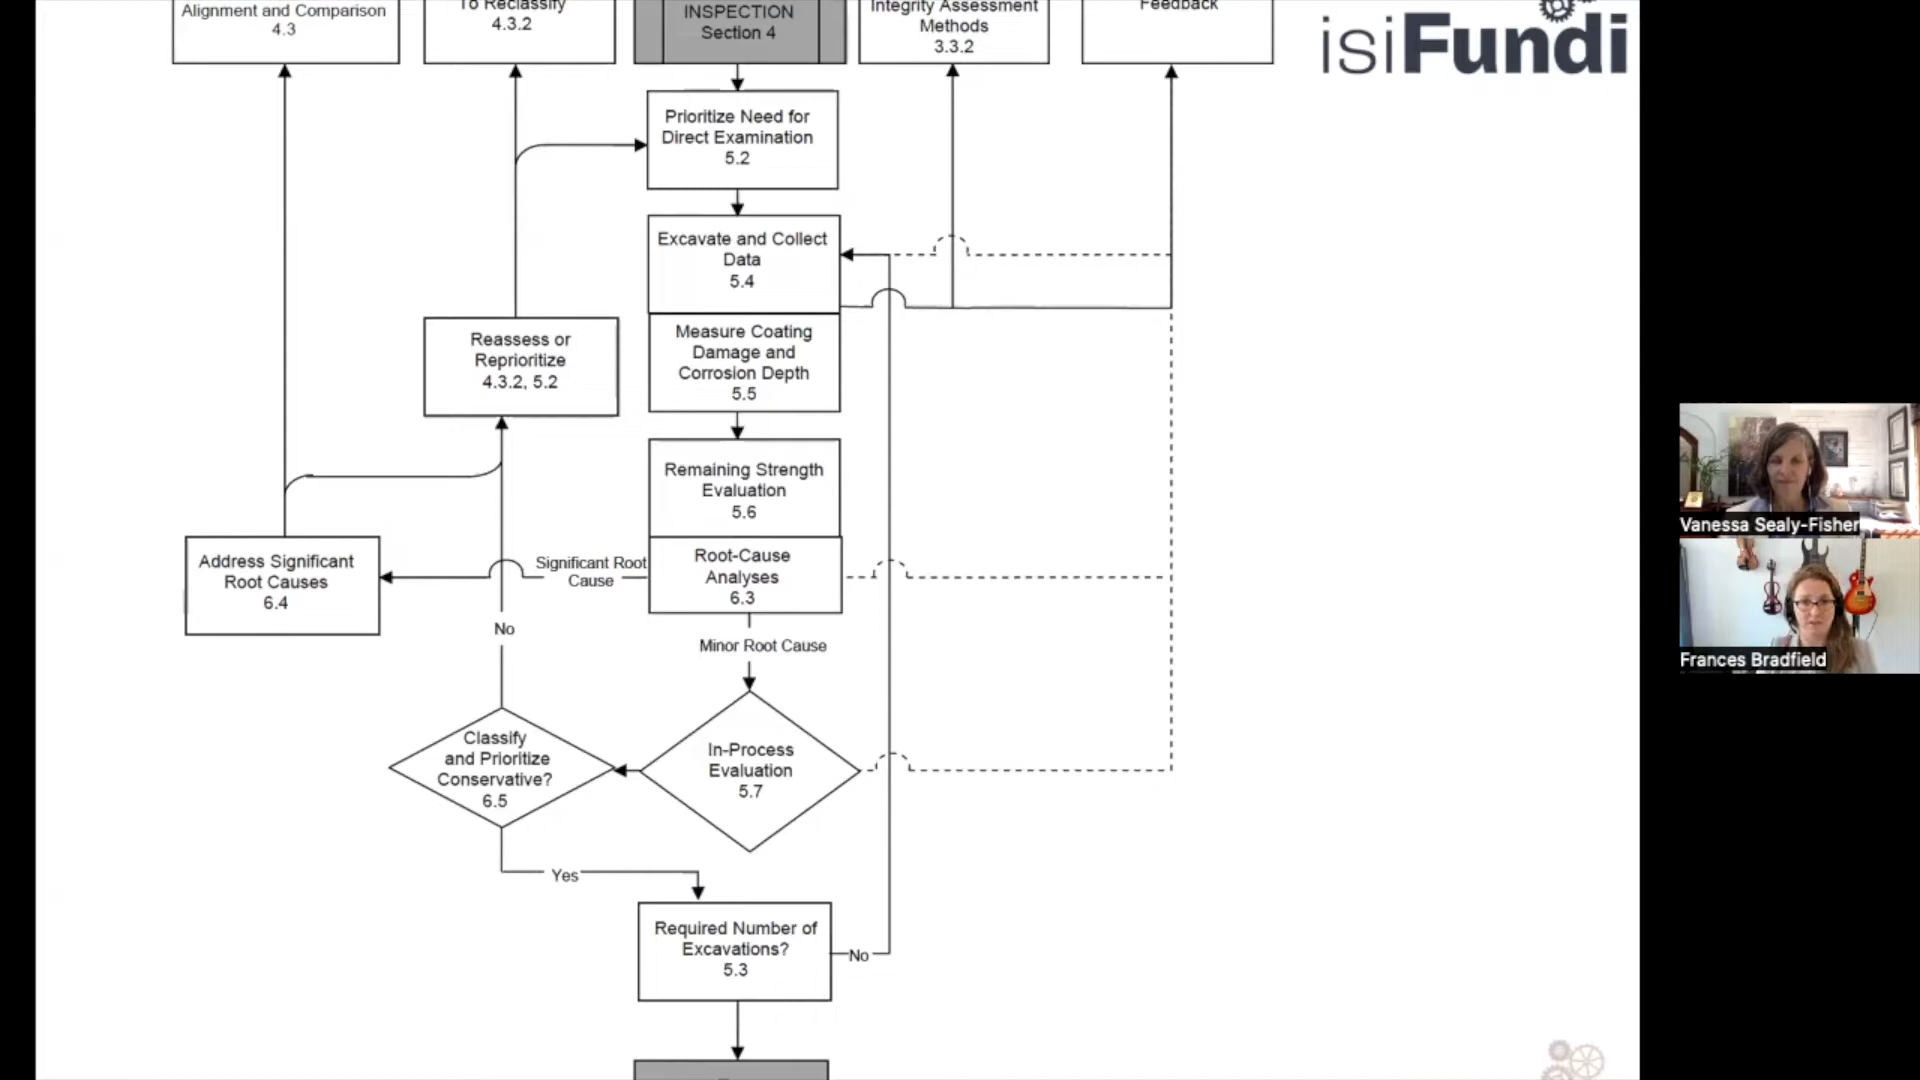 Alignment and Comparison
4.3
To Reclassify
4.3.2
INSPECTION
Section 4
Integrity Assessment
Methods
3.3.2
Feedback
isiFundi
Prioritize Need for
Direct Examination
5.2
Excavate and Collect
Data
5.4
Reassess or
Reprioritize
4.3.2, 5.2
Measure Coating
Damage and
Corrosion Depth
5.5
Remaining Strength
Evaluation
5.6
Address Significant
Root Causes
6.4
Significant Root
Cause
Root-Cause
Analyses
6.3
No
Minor Root Cause
Classify
and Prioritize
Conservative?
6.5
In-Process
Evaluation
5.7
Yes
Required Number of
Excavations?
5.3
No
Vanessa Sealy-Fisher
Frances Bradfield